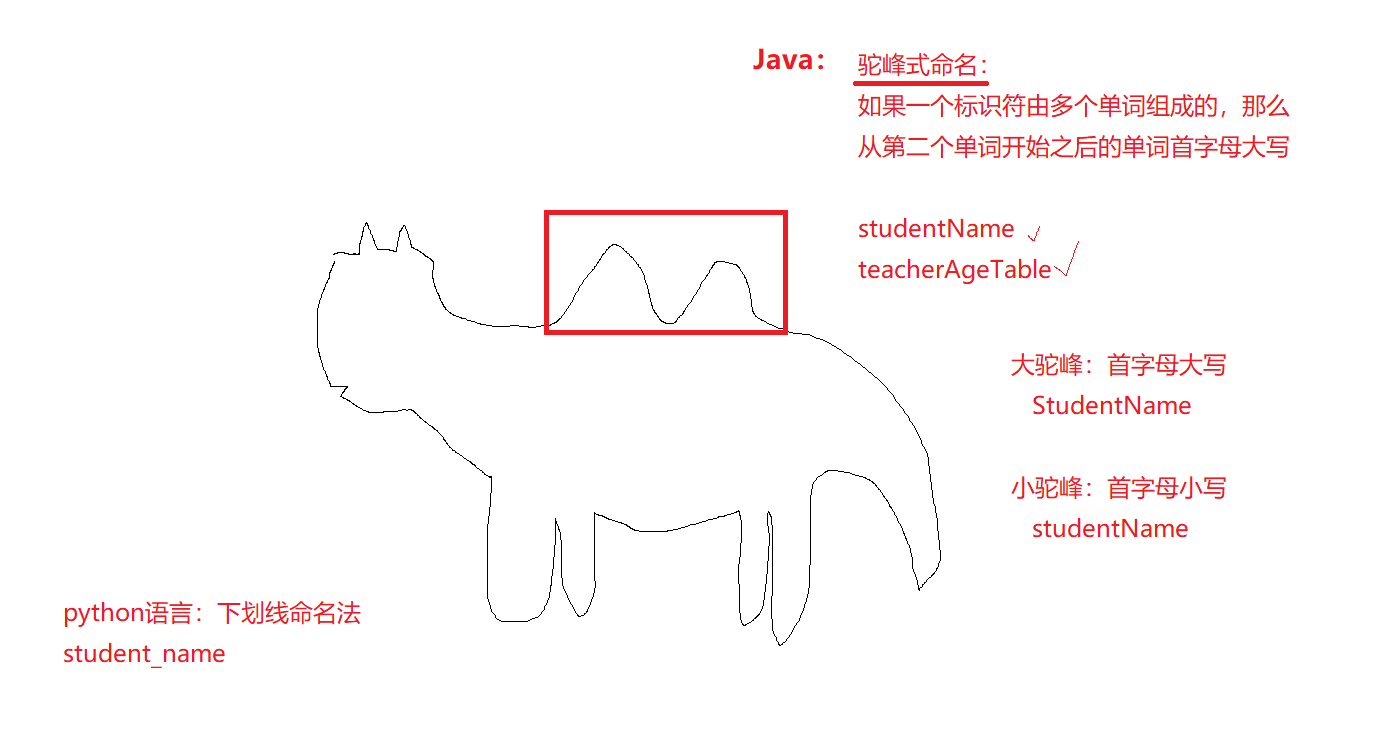 Java： 驼峰式命名：
如果一个标识符由多个单词组成的，那么
从第二个单词开始之后的单词首字母大写
studentName
teacherAgeTable
大驼峰：首字母大写
StudentName
小驼峰：首字母小写
studentName
python语言：下划线命名法
student_name